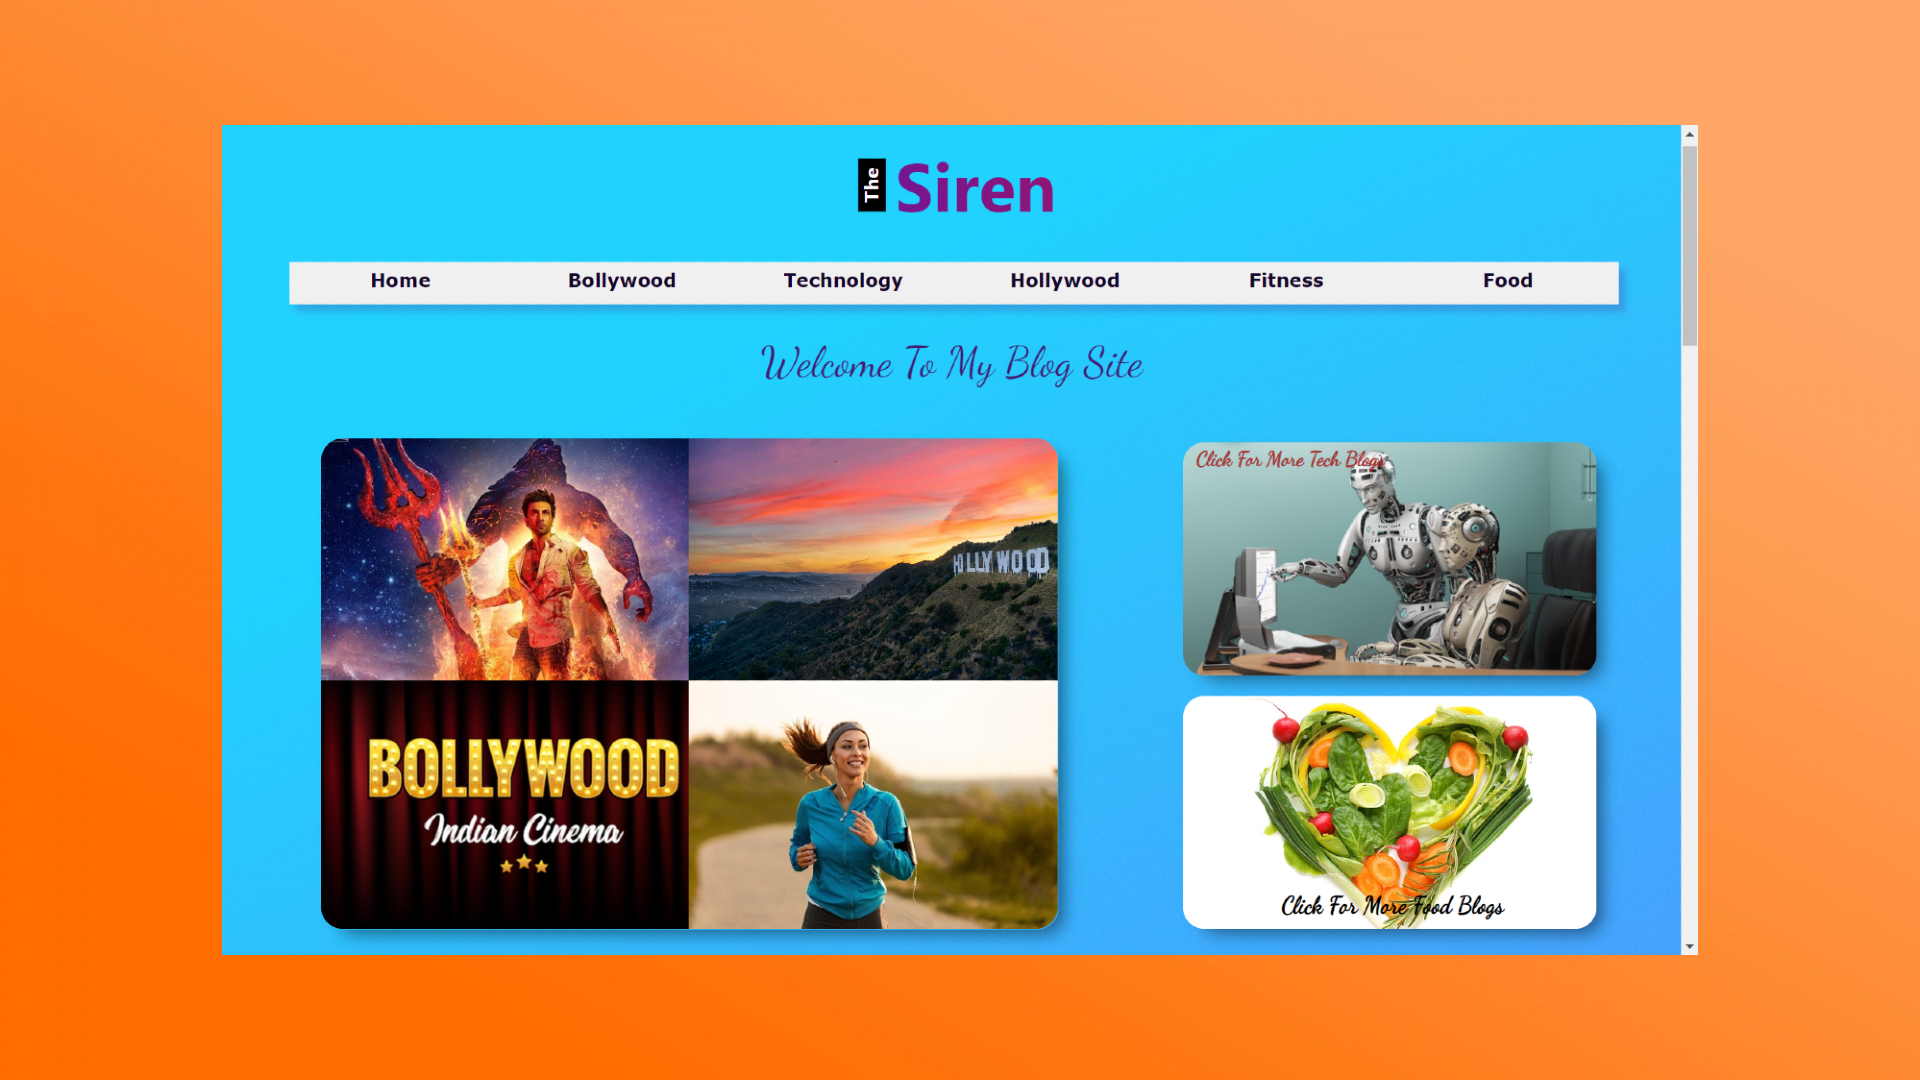 The Siren
Home Bollywood Technology Hollywood Fitness Food
Welcome To My Blog Site
Click For More Tech Blogs
HOLLYWOOD
BOLLYWOOD
Indian Cinema
Click For More Food Blogs